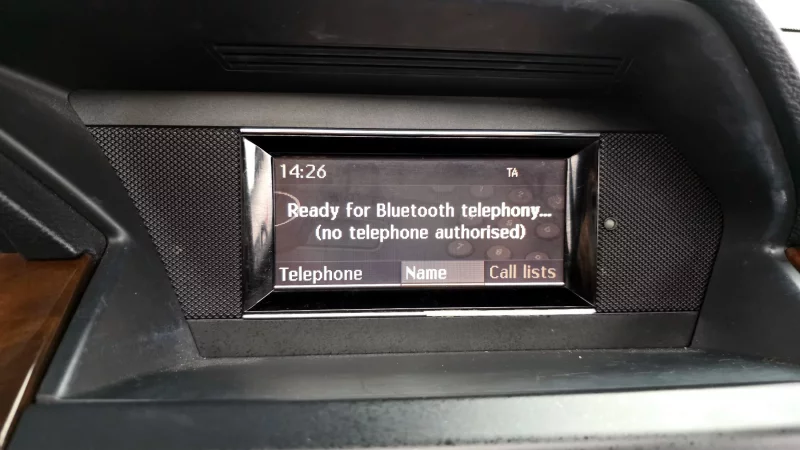 14:26 TA
Ready for Bluetooth telephony...
(no telephone authorised)
Telephone Name Call lists